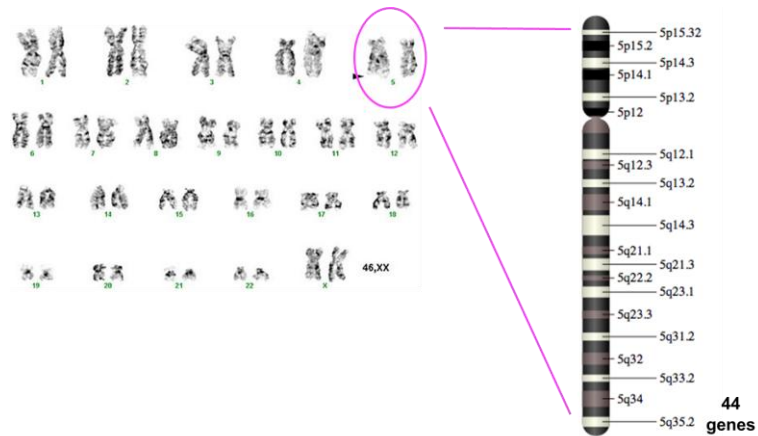 1 2 3 4 5
6 7 8 9 10 11 12
13 14 15 16 17 18
19 20 21 22 X 46,XX
5p15.32
5p15.2
5p14.3
5p14.1
5p13.2
5p12
5q12.1
5q12.3
5q13.2
5q14.1
5q14.3
5q21.1
5q21.3
5q22.2
5q23.1
5q23.3
5q31.2
5q32
5q33.2
5q34
5q35.2
44
genes